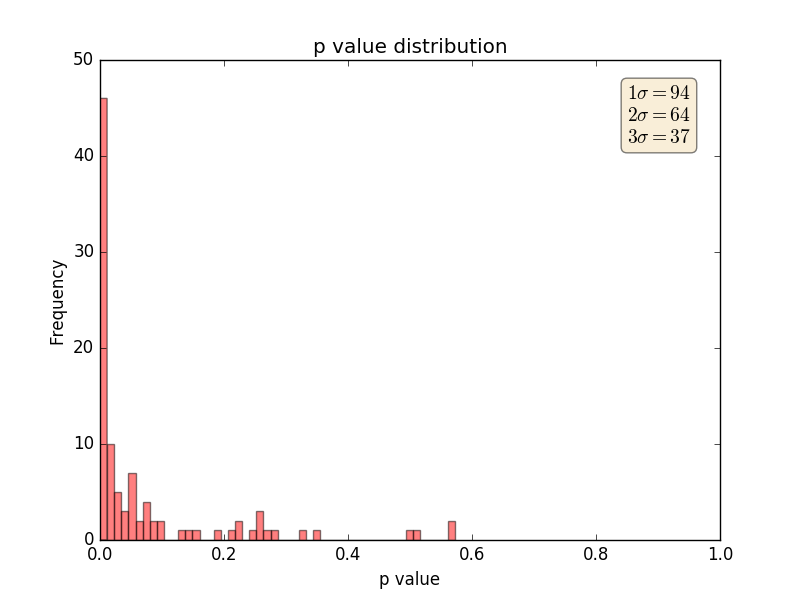 p value distribution
50
40
30
20
10
0
Frequency
1σ = 94
2σ = 64
3σ = 37
0.0 0.2 0.4 0.6 0.8 1.0
p value